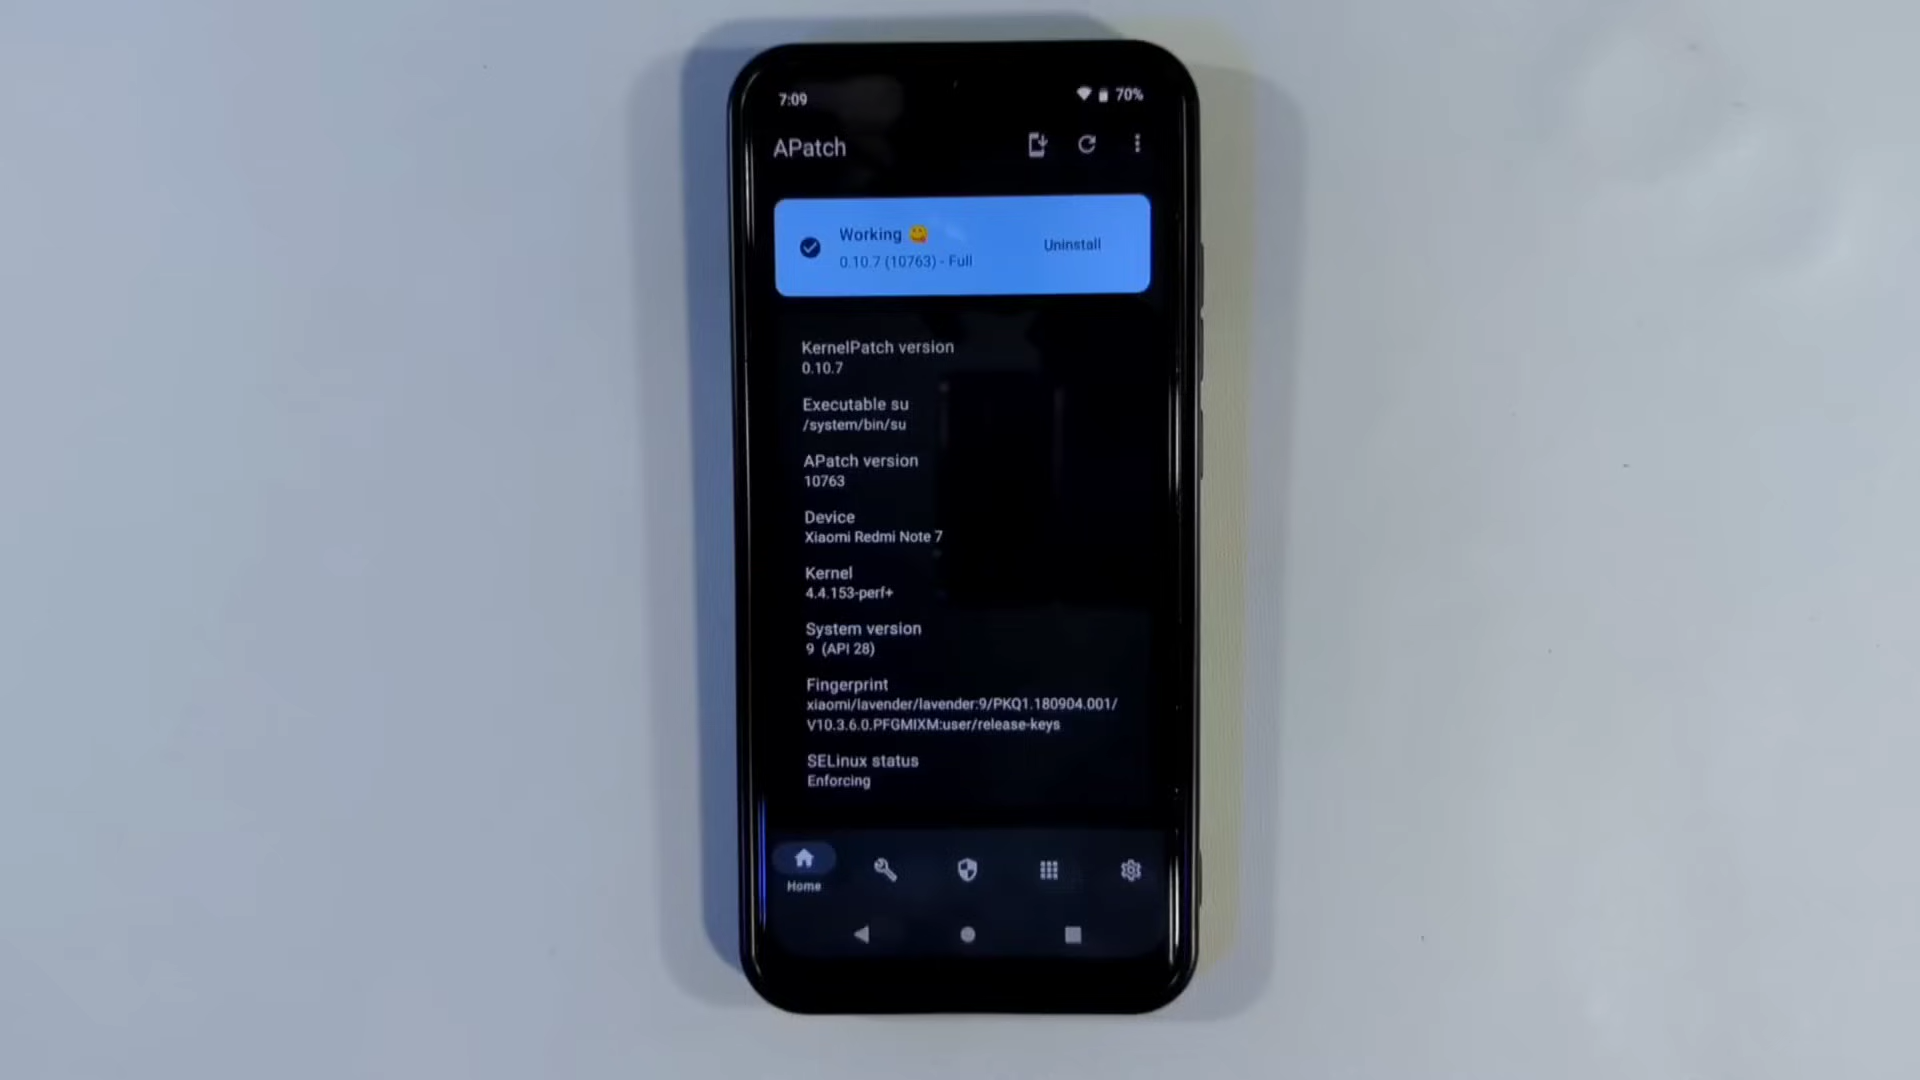 7:09
70%
APatch
Working 😋
Uninstall
0.10.7 (10763) - Full
KernelPatch version
0.10.7
Executable su
/system/bin/su
APatch version
10763
Device
Xiaomi Redmi Note 7
Kernel
4.4.153-perf+
System version
9 (API 28)
Fingerprint
xiaomi/lavender/lavender:9/PKQ1.180904.001/
V10.3.6.0.PFGMIXM:user/release-keys
SELinux status
Enforcing
Home